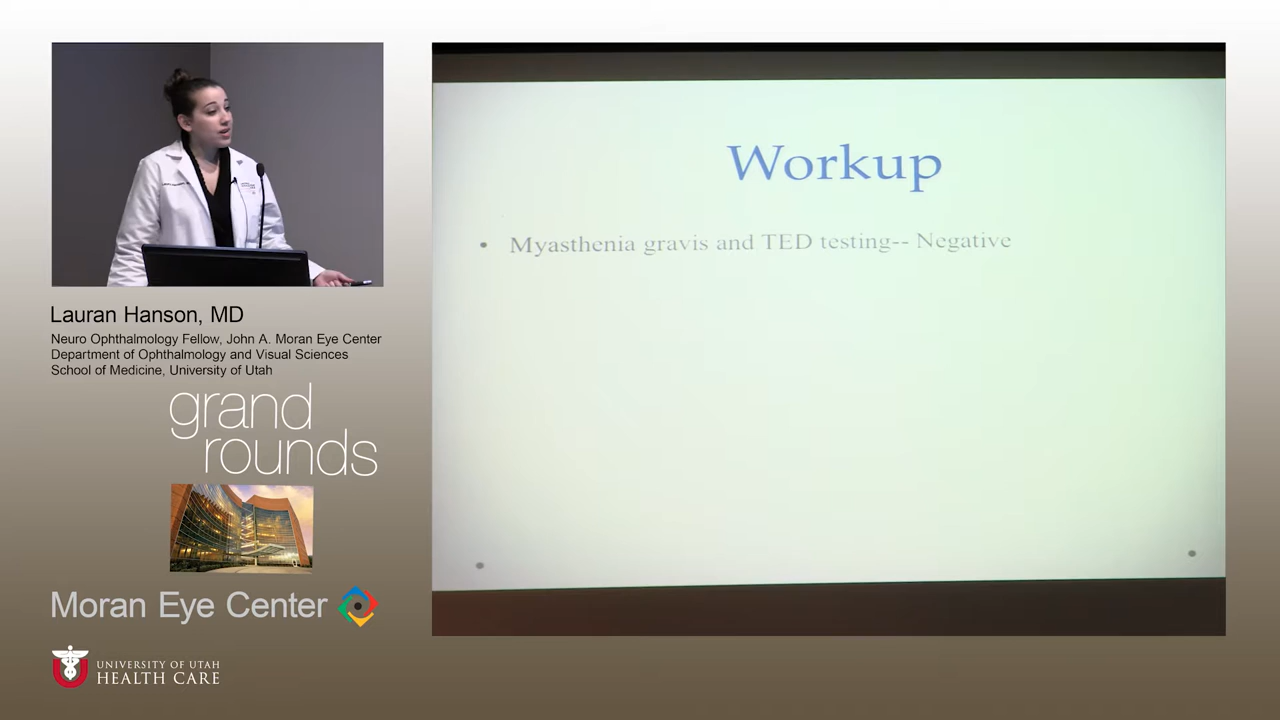 Workup
• Myasthenia gravis and TED testing-- Negative
Lauran Hanson, MD
Neuro Ophthalmology Fellow, John A. Moran Eye Center
Department of Ophthalmology and Visual Sciences
School of Medicine, University of Utah
grand
rounds
Moran Eye Center
UNIVERSITY OF UTAH
HEALTH CARE